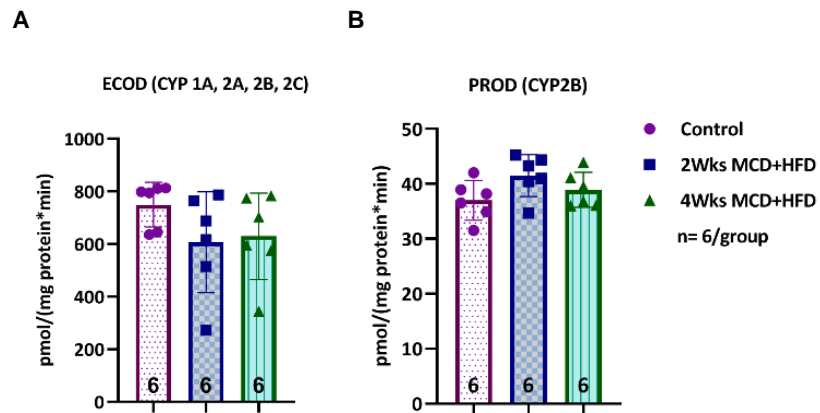 A
B
ECOD (CYP 1A, 2A, 2B, 2C)
pmol/(mg protein*min)
1000
800
600
400
200
0
6
6
6
PROD (CYP2B)
pmol/(mg protein*min)
50
40
30
20
10
0
6
6
6
Control
2Wks MCD+HFD
4Wks MCD+HFD
n= 6/group